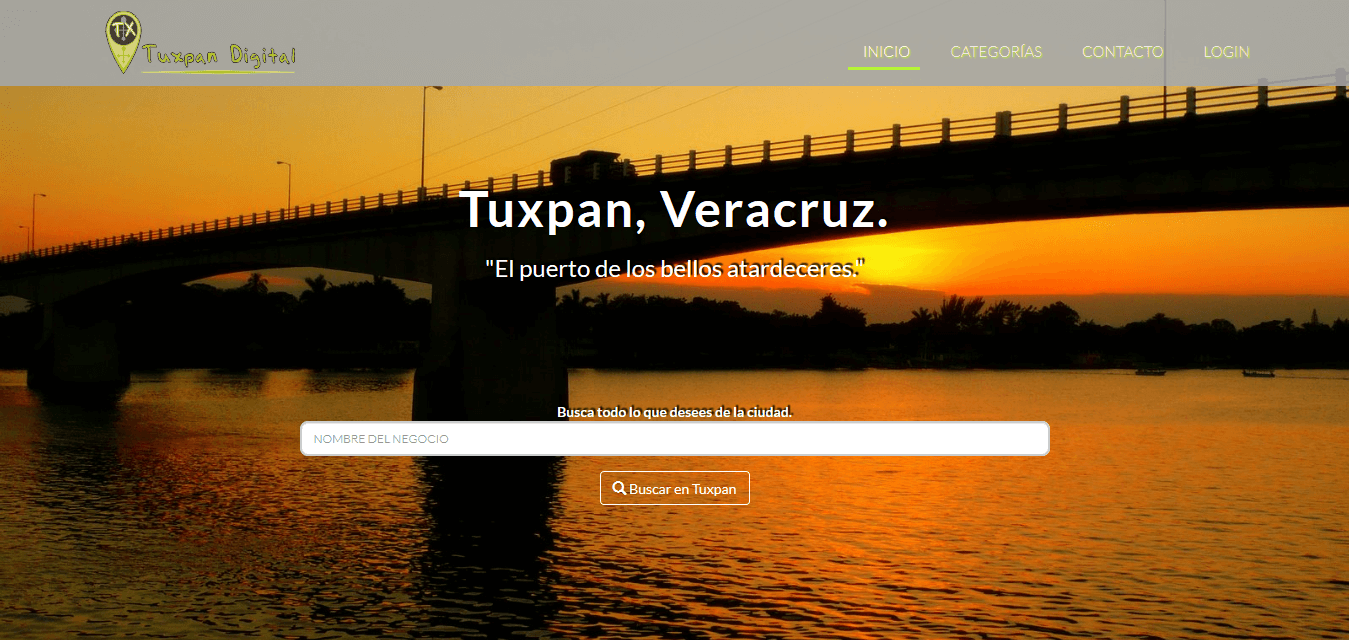 TX
Tuxpan Digital
INICIO CATEGORÍAS CONTACTO LOGIN
Tuxpan, Veracruz.
"El puerto de los bellos atardeceres."
Busca todo lo que desees de la ciudad.
NOMBRE DEL NEGOCIO
Buscar en Tuxpan